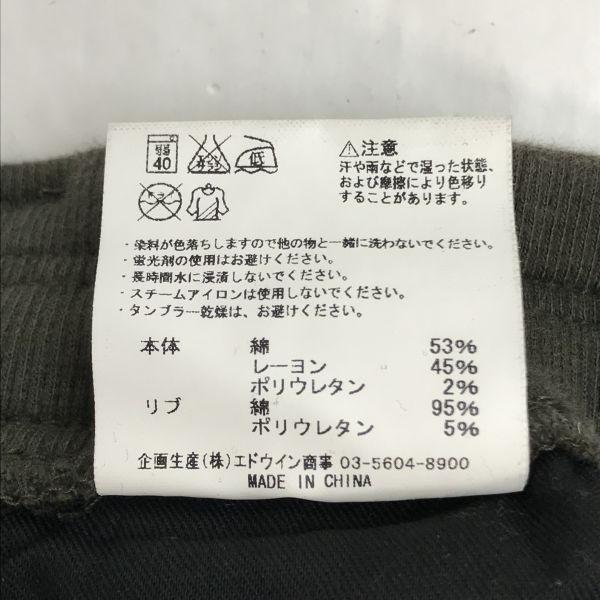 弱
40
エンソ
サラシ
低
⚠注意
汗や雨などで湿った状態、
および摩擦により色移り
することがあります。
・染料が色落ちしますので他の物と一緒に洗わないでください。
・蛍光剤の使用はお避けください。
・長時間水に浸漬しないでください。
・スチームアイロンは使用しないでください。
・タンブラー乾燥は、お避けください。
本体 綿 53%
レーヨン 45%
ポリウレタン 2%
リブ 綿 95%
ポリウレタン 5%
企画生産(株)エドウイン商事 03-5604-8900
MADE IN CHINA